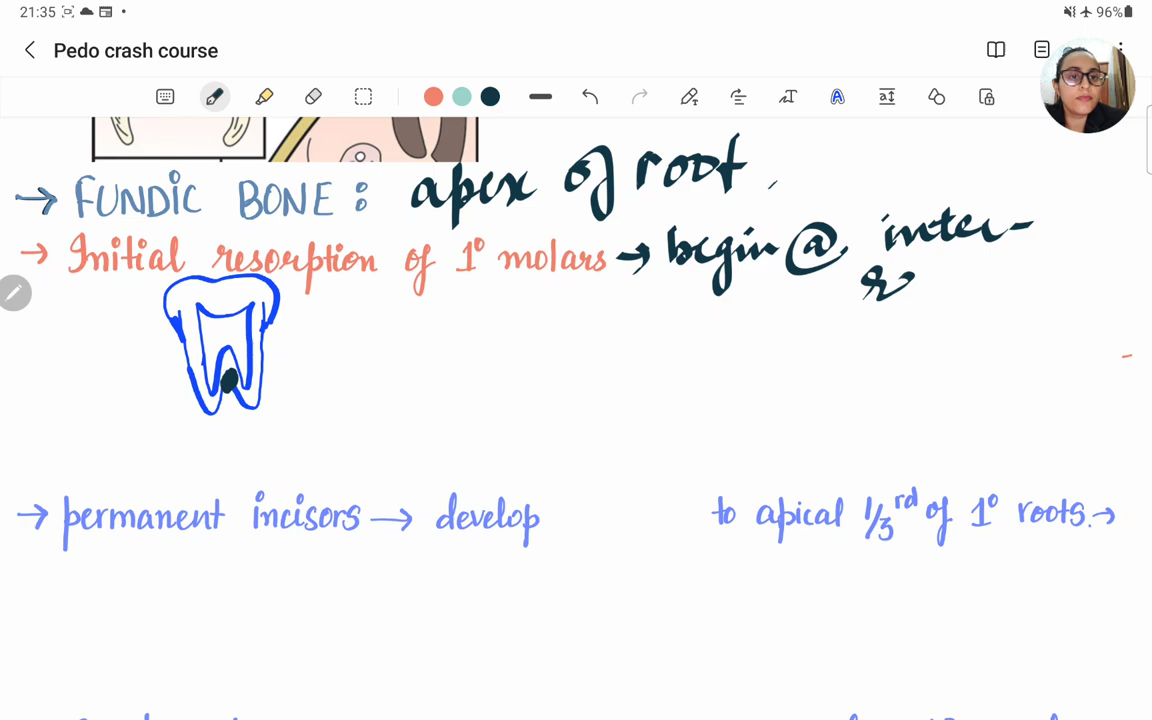 21:35
96%
Pedo crash course
→ FUNDIC BONE : apex of root.
→ Initial resorption of 1° molars → begin @ inter-
→ permanent incisors → develop to apical 1/3rd of 1° roots. →